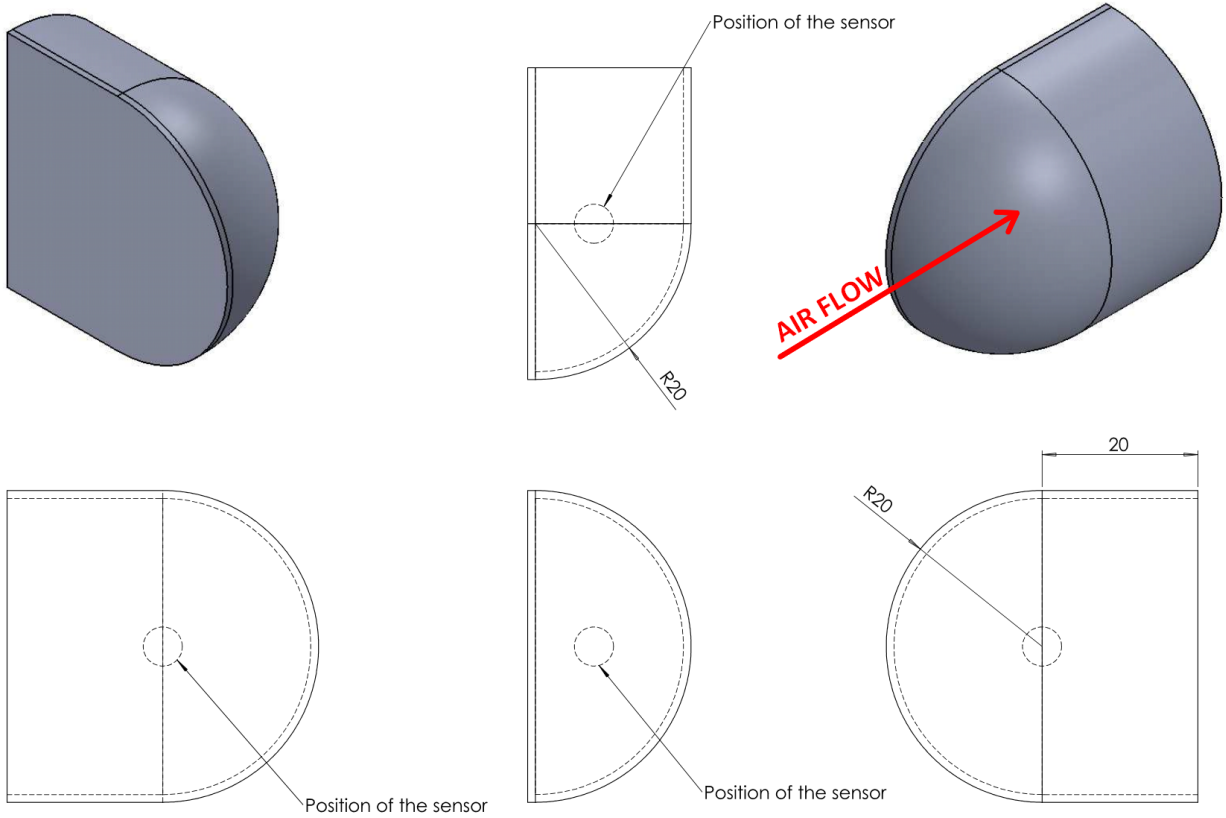 Position of the sensor
AIR FLOW
R20
20
R20
Position of the sensor
Position of the sensor